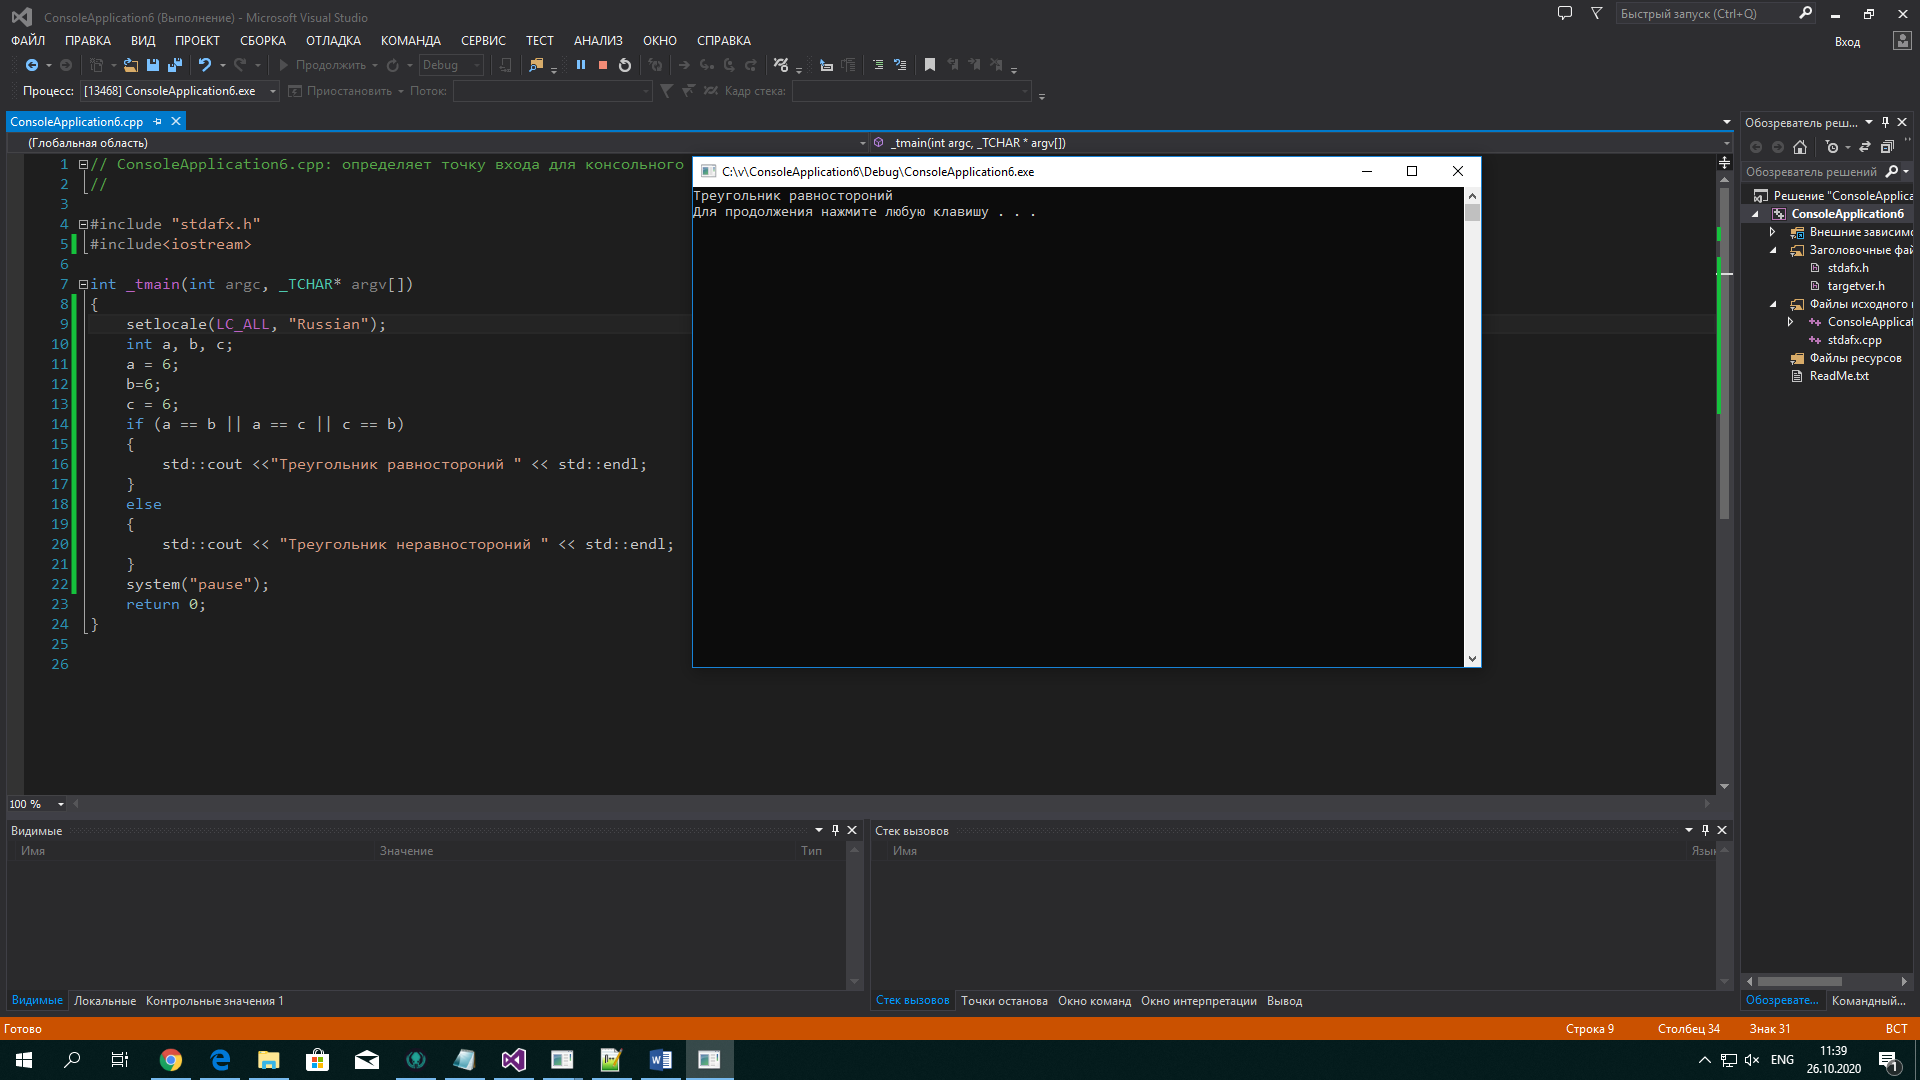 ConsoleApplication6 (Выполнение) - Microsoft Visual Studio
Быстрый запуск (Ctrl+Q)
ФАЙЛ ПРАВКА ВИД ПРОЕКТ СБОРКА ОТЛАДКА КОМАНДА СЕРВИС ТЕСТ АНАЛИЗ ОКНО СПРАВКА
Вход
Продолжить Debug
Процесс: [13468] ConsoleApplication6.exe Приостановить Поток: Кадр стека:
ConsoleApplication6.cpp
(Глобальная область)
_tmain(int argc, _TCHAR * argv[])
1 // ConsoleApplication6.cpp: определяет точку входа для консольного
2 //
3
4 #include "stdafx.h"
5 #include<iostream>
6
7 int _tmain(int argc, _TCHAR* argv[])
8 {
9 setlocale(LC_ALL, "Russian");
10 int a, b, c;
11 a = 6;
12 b=6;
13 c = 6;
14 if (a == b || a == c || c == b)
15 {
16 std::cout <<"Треугольник равностороний " << std::endl;
17 }
18 else
19 {
20 std::cout << "Треугольник неравностороний " << std::endl;
21 }
22 system("pause");
23 return 0;
24 }
25
26
C:\v\ConsoleApplication6\Debug\ConsoleApplication6.exe
Треугольник равностороний
Для продолжения нажмите любую клавишу . . .
Обозреватель реш...
Обозреватель решений
Решение "ConsoleApplica
ConsoleApplication6
Внешние зависимо
Заголовочные фай
stdafx.h
targetver.h
Файлы исходного
ConsoleApplicat
stdafx.cpp
Файлы ресурсов
ReadMe.txt
100 %
Видимые
Имя Значение Тип
Стек вызовов
Имя Язык
Видимые Локальные Контрольные значения 1
Стек вызовов Точки останова Окно команд Окно интерпретации Вывод
Обозревате... Командный...
Готово
Строка 9 Столбец 34 Знак 31 ВСТ
ENG
11:39
26.10.2020
1